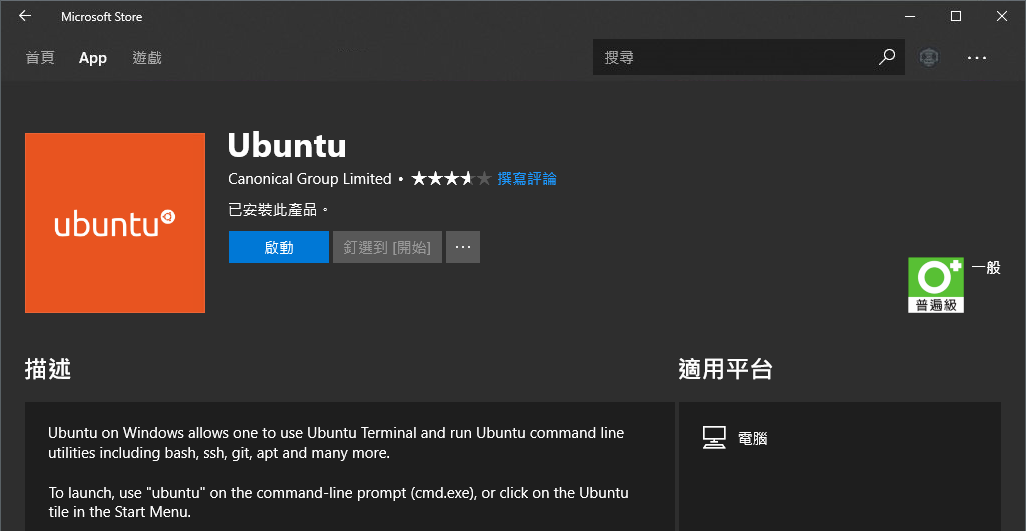 Microsoft Store
首頁 App 遊戲 搜尋
ubuntu
Ubuntu
Canonical Group Limited • 撰寫評論
已安裝此產品。
啟動 釘選到 [開始] ...
普遍級 一般
描述
Ubuntu on Windows allows one to use Ubuntu Terminal and run Ubuntu command line
utilities including bash, ssh, git, apt and many more.
To launch, use "ubuntu" on the command-line prompt (cmd.exe), or click on the Ubuntu
tile in the Start Menu.
適用平台
電腦